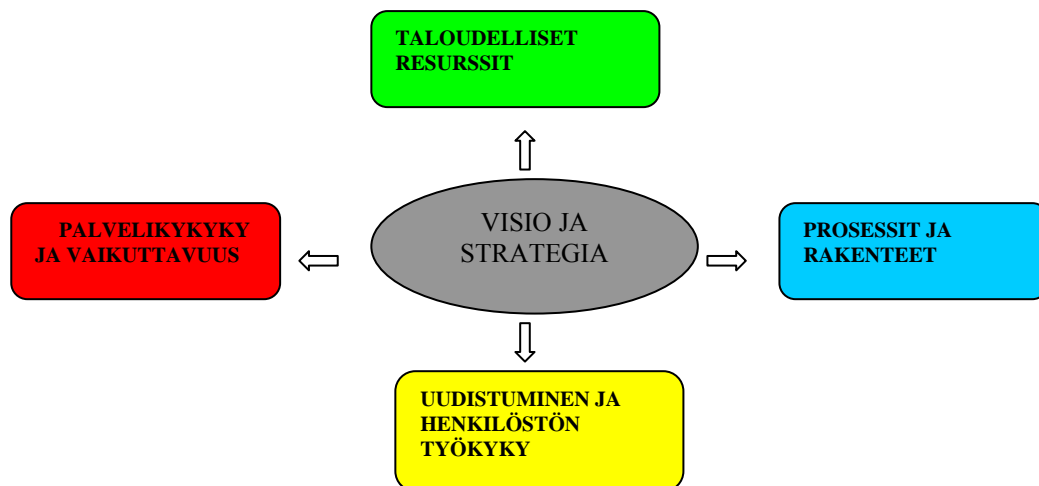 TALOUDELLISET
RESURSSIT
VISIO JA
STRATEGIA
PALVELIKYKYKY
JA VAIKUTTAVUUS
PROSESSIT JA
RAKENTEET
UUDISTUMINEN JA
HENKILÖSTÖN
TYÖKYKY